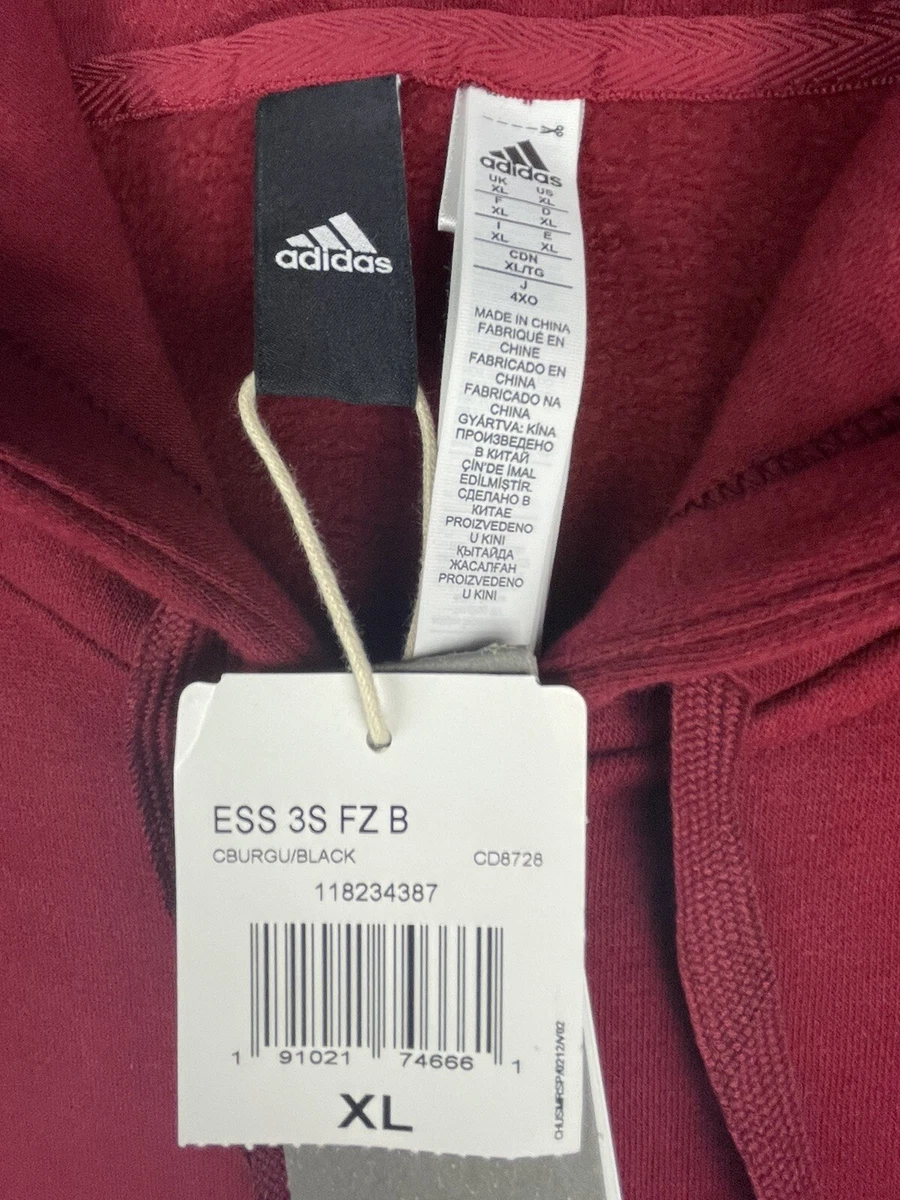 adidas
adidas
UK US
XL XL
F D
XL XL
I E
XL XL
CDN
XL/TG
J
4XO
MADE IN CHINA
FABRIQUÉ EN
CHINE
FABRICADO EN
CHINA
FABRICADO NA
CHINA
GYÁRTVA: KÍNA
ПРОИЗВЕДЕНО
В КИТАЙ
ÇİN'DE İMAL
EDİLMİŞTİR.
СДЕЛАНО В
КИТАЕ
PROIZVEDENO
U KINI
ҚЫТАЙДА
ЖАСАЛҒАН
PROIZVEDENO
U KINI
ESS 3S FZ B
CBURGU/BLACK CD8728
118234387
1 91021 74666 1
XL